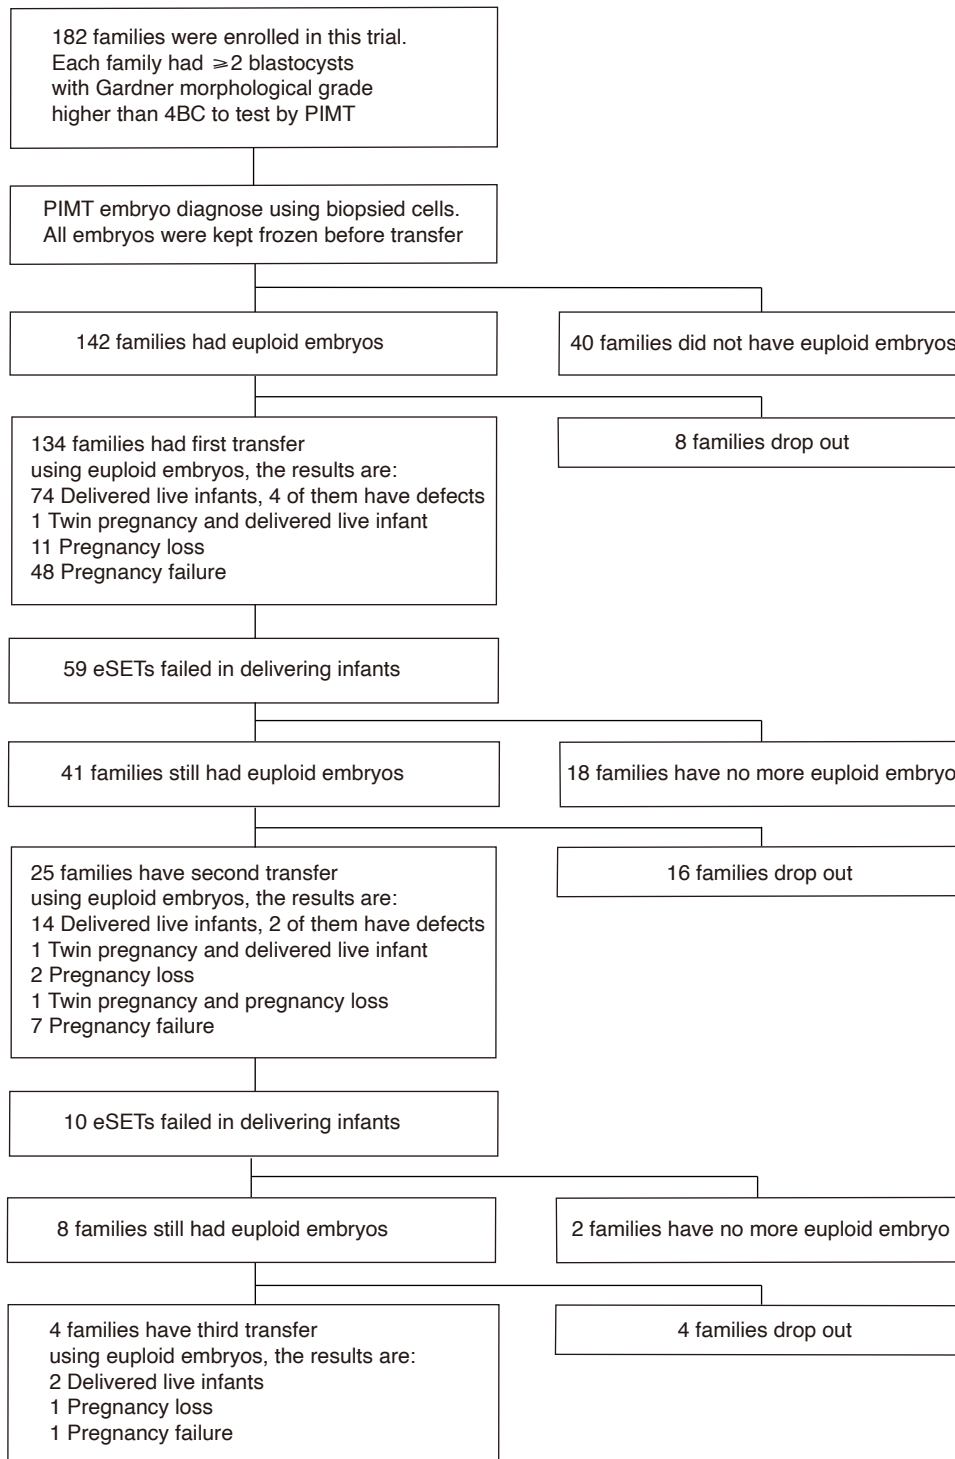 182 families were enrolled in this trial.
Each family had ⩾2 blastocysts
with Gardner morphological grade
higher than 4BC to test by PIMT
PIMT embryo diagnose using biopsied cells.
All embryos were kept frozen before transfer
142 families had euploid embryos
40 families did not have euploid embryos
134 families had first transfer
using euploid embryos, the results are:
74 Delivered live infants, 4 of them have defects
1 Twin pregnancy and delivered live infant
11 Pregnancy loss
48 Pregnancy failure
8 families drop out
59 eSETs failed in delivering infants
41 families still had euploid embryos
18 families have no more euploid embryo
25 families have second transfer
using euploid embryos, the results are:
14 Delivered live infants, 2 of them have defects
1 Twin pregnancy and delivered live infant
2 Pregnancy loss
1 Twin pregnancy and pregnancy loss
7 Pregnancy failure
16 families drop out
10 eSETs failed in delivering infants
8 families still had euploid embryos
2 families have no more euploid embryo
4 families have third transfer
using euploid embryos, the results are:
2 Delivered live infants
1 Pregnancy loss
1 Pregnancy failure
4 families drop out